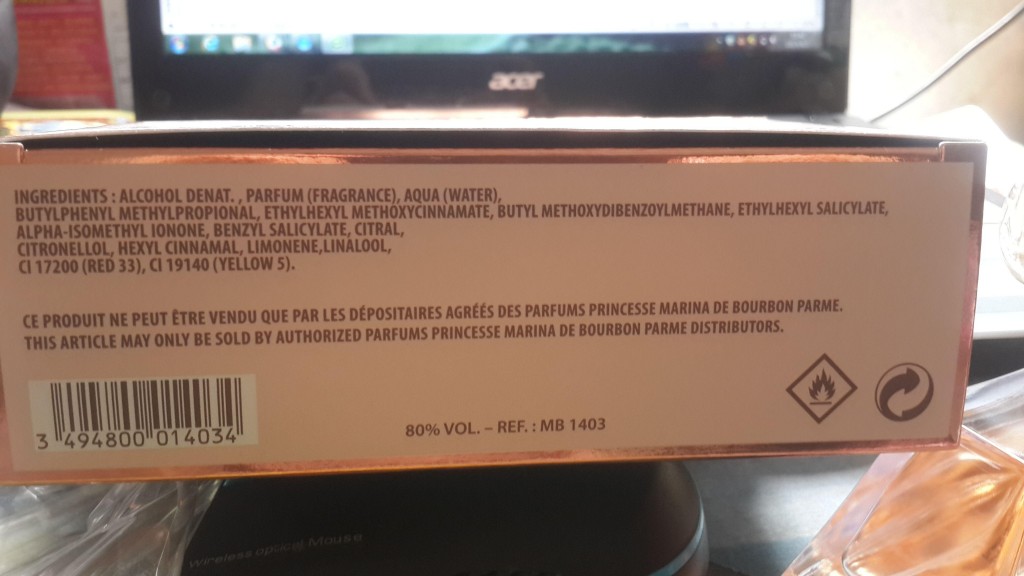 acer
INGREDIENTS : ALCOHOL DENAT. , PARFUM (FRAGRANCE), AQUA (WATER),
BUTYLPHENYL METHYLPROPIONAL, ETHYLHEXYL METHOXYCINNAMATE, BUTYL METHOXYDIBENZOYLMETHANE, ETHYLHEXYL SALICYLATE,
ALPHA-ISOMETHYL IONONE, BENZYL SALICYLATE, CITRAL,
CITRONELLOL, HEXYL CINNAMAL, LIMONENE,LINALOOL,
CI 17200 (RED 33), CI 19140 (YELLOW 5).
CE PRODUIT NE PEUT ÊTRE VENDU QUE PAR LES DÉPOSITAIRES AGRÉÉS DES PARFUMS PRINCESSE MARINA DE BOURBON PARME.
THIS ARTICLE MAY ONLY BE SOLD BY AUTHORIZED PARFUMS PRINCESSE MARINA DE BOURBON PARME DISTRIBUTORS.
3 494800 014034
80% VOL. – REF. : MB 1403
wireless optical Mouse